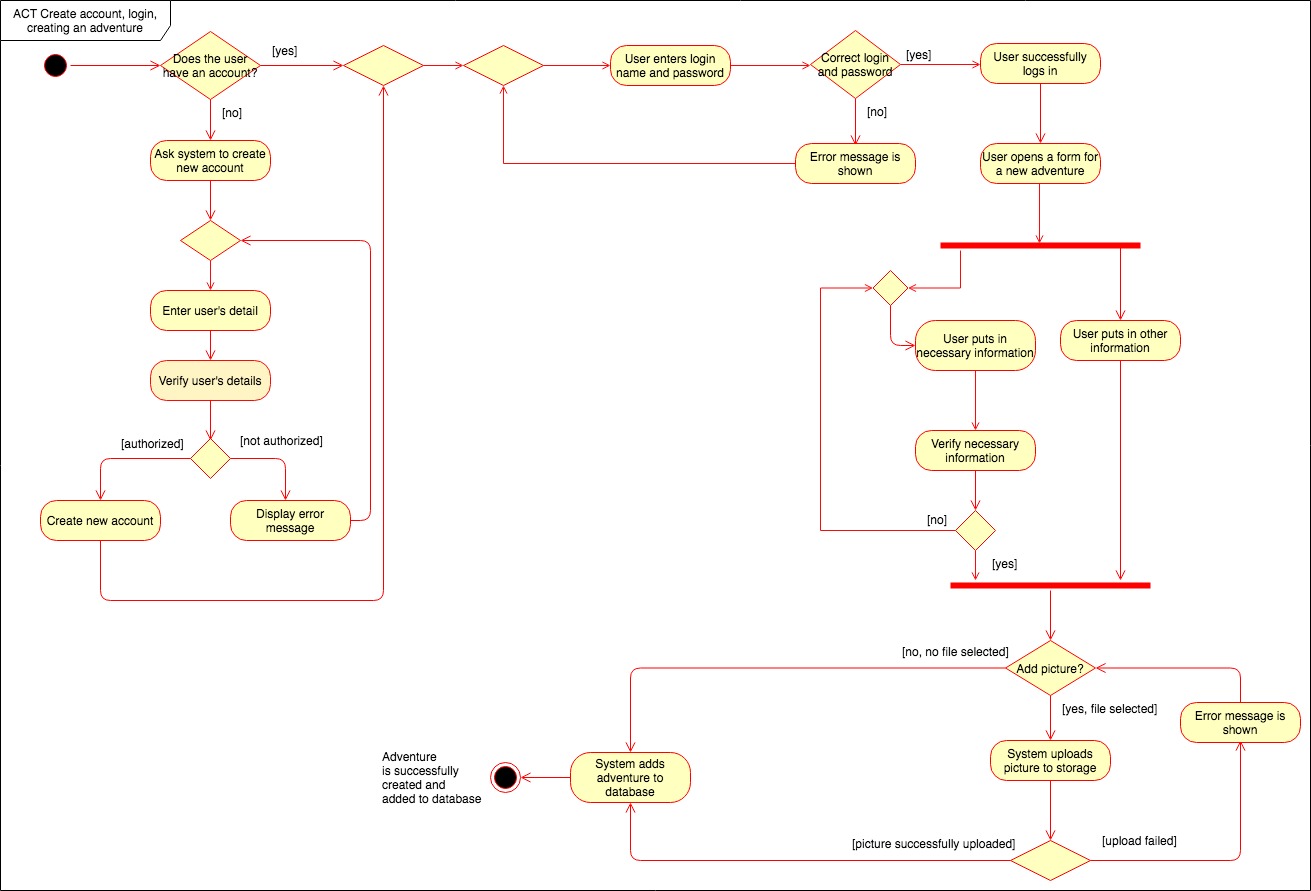 ACT Create account, login,
creating an adventure
Does the user
have an account?
[yes]
[no]
User enters login
name and password
Correct login
and password
[yes]
[no]
User successfully
logs in
Ask system to create
new account
Error message is
shown
User opens a form for
a new adventure
Enter user's detail
Verify user's details
[authorized]
[not authorized]
Create new account
Display error
message
User puts in
necessary information
User puts in other
information
Verify necessary
information
[no]
[yes]
[no, no file selected]
Add picture?
[yes, file selected]
Error message is
shown
System uploads
picture to storage
Adventure
is successfully
created and
added to database
System adds
adventure to
database
[picture successfully uploaded]
[upload failed]